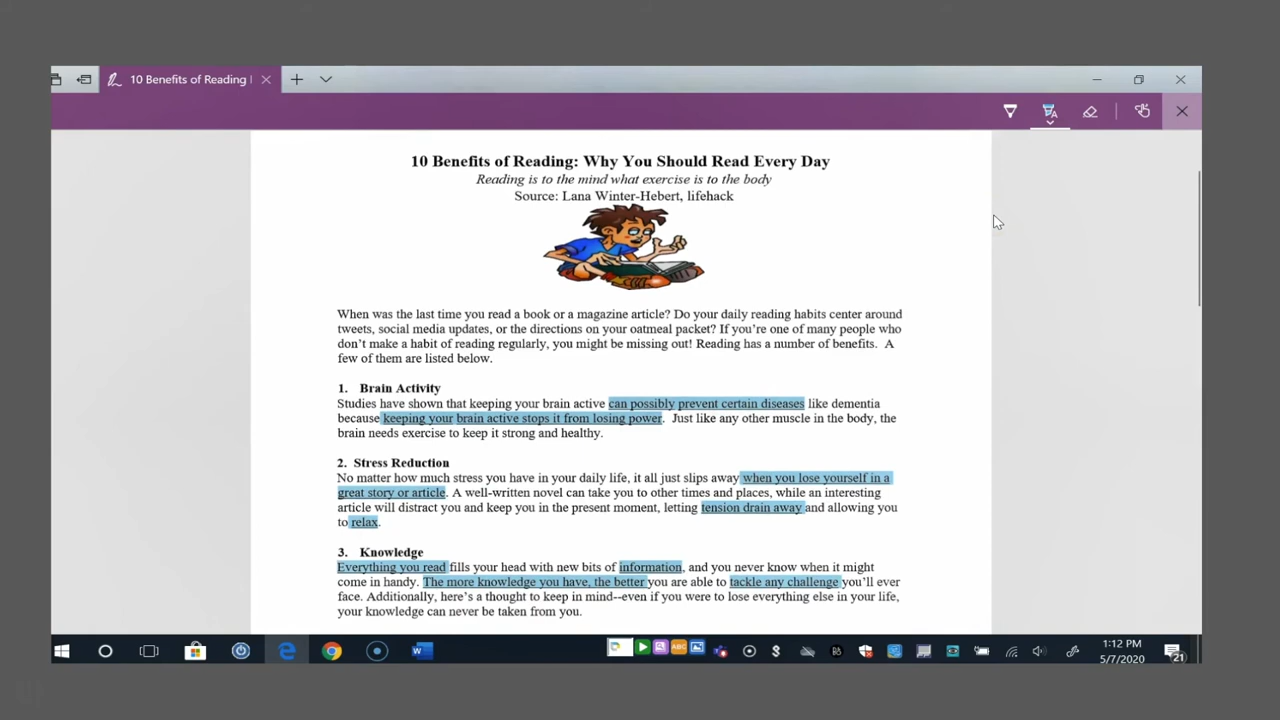 10 Benefits of Reading |
10 Benefits of Reading: Why You Should Read Every Day
Reading is to the mind what exercise is to the body
Source: Lana Winter-Hebert, lifehack
When was the last time you read a book or a magazine article? Do your daily reading habits center around
tweets, social media updates, or the directions on your oatmeal packet? If you're one of many people who
don't make a habit of reading regularly, you might be missing out! Reading has a number of benefits. A
few of them are listed below.
1. Brain Activity
Studies have shown that keeping your brain active can possibly prevent certain diseases like dementia
because keeping your brain active stops it from losing power. Just like any other muscle in the body, the
brain needs exercise to keep it strong and healthy.
2. Stress Reduction
No matter how much stress you have in your daily life, it all just slips away when you lose yourself in a
great story or article. A well-written novel can take you to other times and places, while an interesting
article will distract you and keep you in the present moment, letting tension drain away and allowing you
to relax.
3. Knowledge
Everything you read fills your head with new bits of information, and you never know when it might
come in handy. The more knowledge you have, the better you are able to tackle any challenge you'll ever
face. Additionally, here's a thought to keep in mind--even if you were to lose everything else in your life,
your knowledge can never be taken from you.
ABC
1:12 PM
5/7/2020
21